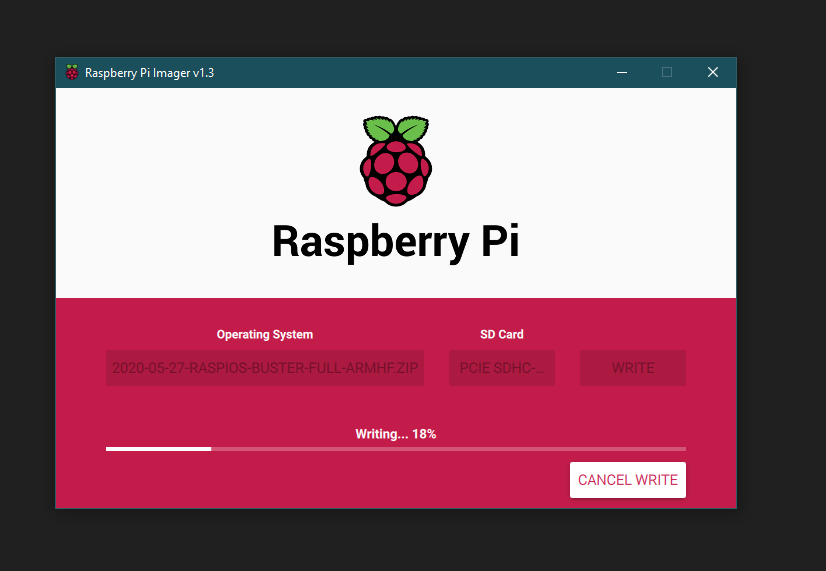 Raspberry Pi Imager v1.3
Raspberry Pi
Operating System
SD Card
2020-05-27-RASPIOS-BUSTER-FULL-ARMHF.ZIP
PCIE SDHC-...
WRITE
Writing... 18%
CANCEL WRITE